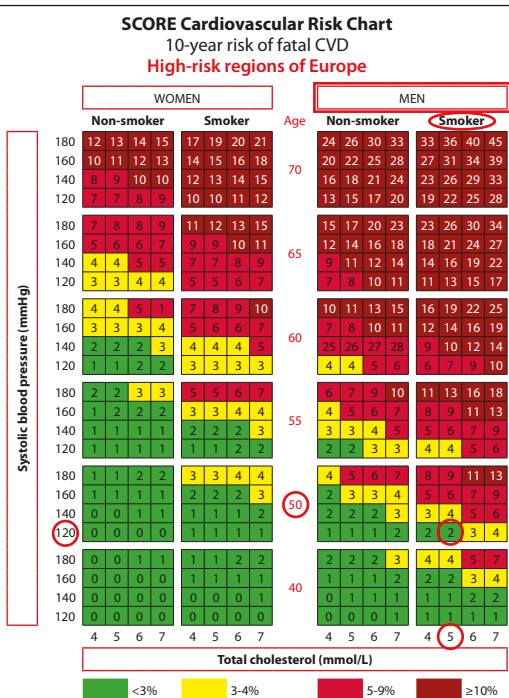 SCORE Cardiovascular Risk Chart
10-year risk of fatal CVD
High-risk regions of Europe
WOMEN MEN
Non-smoker Smoker Age Non-smoker Smoker
180 12 13 14 15 17 19 20 21 24 26 30 33 33 36 40 45
160 10 11 12 13 14 15 16 18 20 22 25 28 27 31 34 39
70
140 8 9 10 10 12 13 14 15 16 18 21 24 23 26 29 33
120 7 7 8 9 10 10 11 12 13 15 17 20 19 22 25 28
180 7 8 8 9 11 12 13 15 15 17 20 23 23 26 30 34
160 5 6 6 7 9 9 10 11 12 14 16 18 18 21 24 27
65
140 4 4 5 5 7 7 8 9 9 11 12 14 14 16 19 22
120 3 3 4 4 5 5 6 7 7 8 10 11 11 13 15 17
180 4 4 5 1 7 8 9 10 10 11 13 15 16 19 22 25
160 3 3 3 4 5 6 6 7 7 8 10 11 12 14 16 19
60
140 2 2 2 3 4 4 4 5 25 26 27 28 9 10 12 14
120 1 1 2 2 3 3 3 3 4 4 5 6 6 7 9 10
180 2 2 3 3 5 5 6 7 6 7 9 10 11 13 16 18
160 1 2 2 2 3 3 4 4 4 5 6 7 8 9 11 13
55
140 1 1 1 1 2 2 2 3 3 3 4 5 5 6 7 9
120 1 1 1 1 1 1 2 2 2 2 3 3 4 4 5 6
180 1 1 2 2 3 3 4 4 4 5 6 7 8 9 11 13
160 1 1 1 1 2 2 2 3 2 3 3 4 5 6 7 9
50
140 0 1 1 1 1 1 1 2 2 2 2 3 3 4 5 6
120 0 0 0 0 1 1 1 1 1 1 1 2 2 2 3 4
180 0 0 1 1 1 1 2 2 2 2 2 3 4 4 5 7
160 0 0 0 0 1 1 1 1 1 1 1 2 2 2 3 4
40
140 0 0 0 0 0 1 1 1 0 1 1 1 1 1 2 2
120 0 0 0 0 0 0 0 0 0 0 1 1 1 1 1 1
4 5 6 7 4 5 6 7 4 5 6 7 4 5 6 7
Systolic blood pressure (mmHg)
Total cholesterol (mmol/L)
<3% 3-4% 5-9% ≥10%